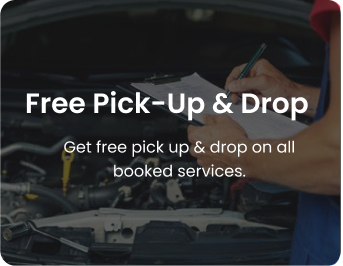 Free Pick-Up & Drop
Get free pick up & drop on all
booked services.